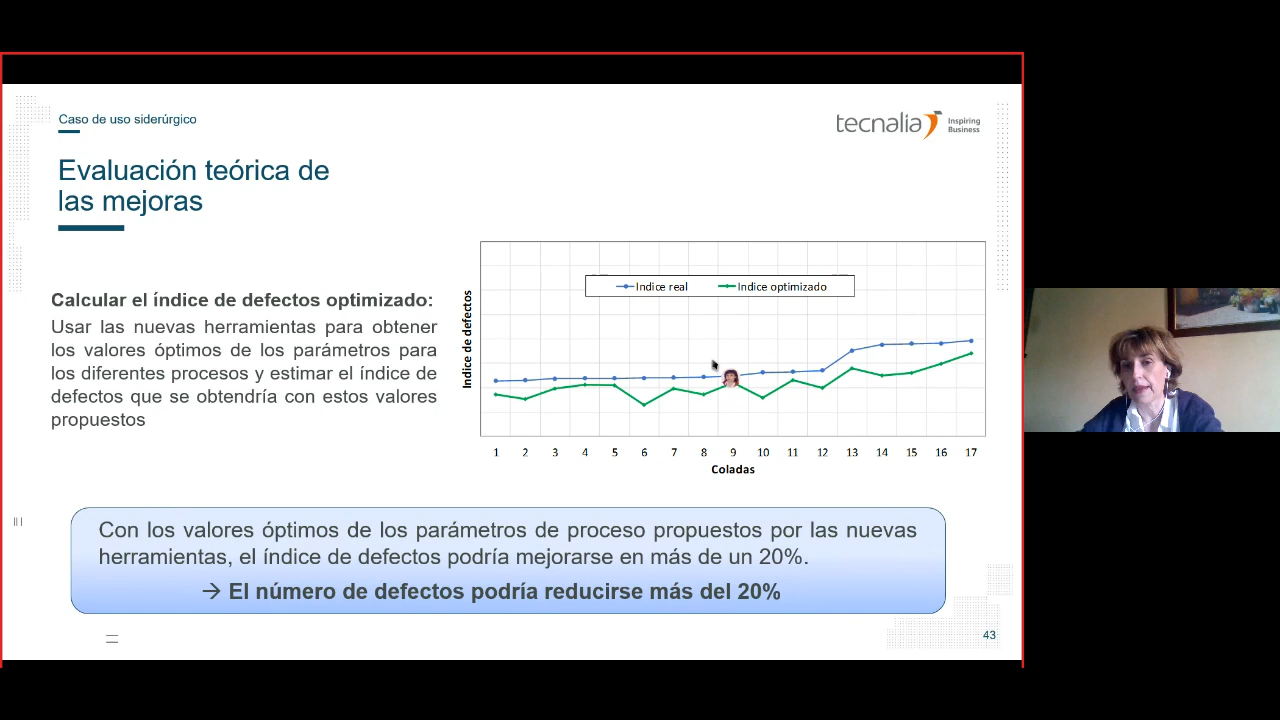 Caso de uso siderúrgico
tecnalia Inspiring
Business
Evaluación teórica de
las mejoras
Calcular el índice de defectos optimizado:
Usar las nuevas herramientas para obtener
los valores óptimos de los parámetros para
los diferentes procesos y estimar el índice de
defectos que se obtendría con estos valores
propuestos
Indice de defectos
Indice real
Indice optimizado
1 2 3 4 5 6 7 8 9 10 11 12 13 14 15 16 17
Coladas
Con los valores óptimos de los parámetros de proceso propuestos por las nuevas
herramientas, el índice de defectos podría mejorarse en más de un 20%.
→ El número de defectos podría reducirse más del 20%
43